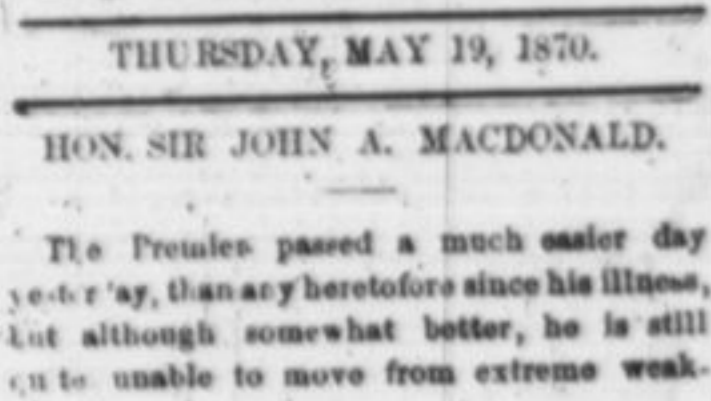 THURSDAY, MAY 19, 1870.
HON. SIR JOHN A. MACDONALD.
The Premier passed a much easier day
yesterday, than any heretofore since his illness,
but although somewhat better, he is still
quite unable to move from extreme weak-